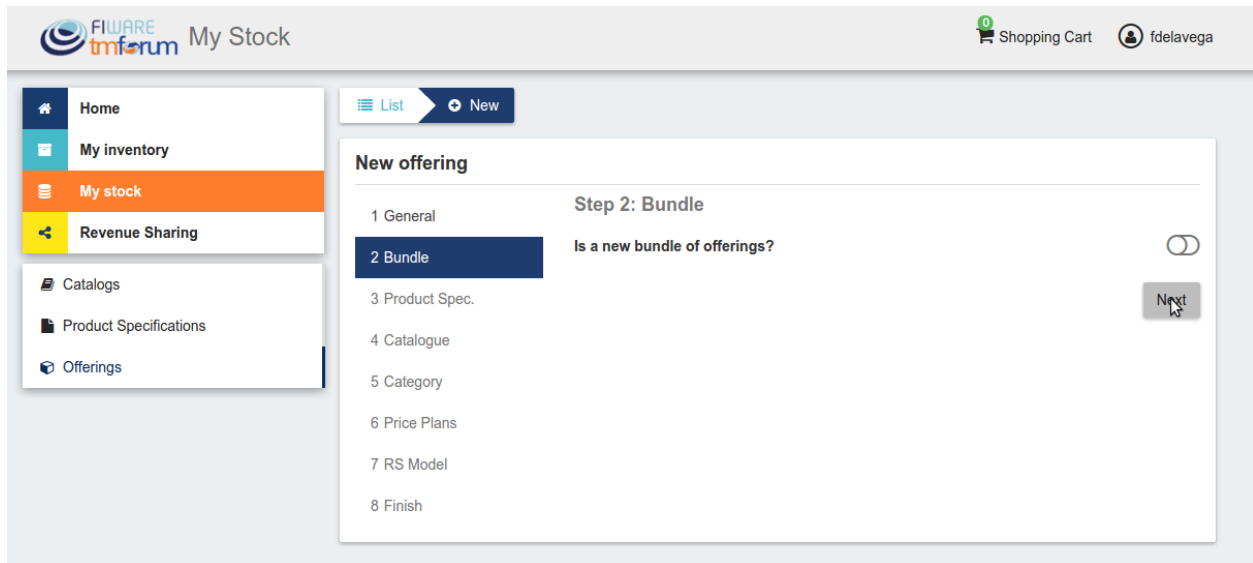 FIWARE
tmforum
My Stock
0
Shopping Cart
fdelavega
Home
My inventory
My stock
Revenue Sharing
Catalogs
Product Specifications
Offerings
List
New
New offering
1 General
2 Bundle
3 Product Spec.
4 Catalogue
5 Category
6 Price Plans
7 RS Model
8 Finish
Step 2: Bundle
Is a new bundle of offerings?
Next